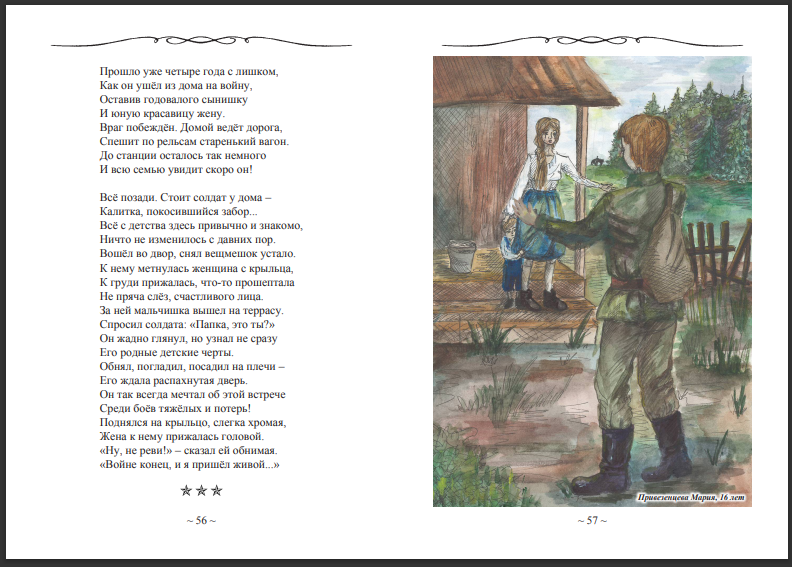 Прошло уже четыре года с лишком,
Как он ушёл из дома на войну,
Оставив годовалого сынишку
И юную красавицу жену.
Враг побеждён. Домой ведёт дорога,
Спешит по рельсам старенький вагон.
До станции осталось так немного
И всю семью увидит скоро он!
Всё позади. Стоит солдат у дома –
Калитка, покосившийся забор...
Всё с детства здесь привычно и знакомо,
Ничто не изменилось с давних пор.
Вошёл во двор, снял вещмешок устало.
К нему метнулась женщина с крыльца,
К груди прижалась, что-то прошептала
Не пряча слёз, счастливого лица.
За ней мальчишка вышел на террасу.
Спросил солдата: «Папка, это ты?»
Он жадно глянул, но узнал не сразу
Его родные детские черты.
Обнял, погладил, посадил на плечи –
Его ждала распахнутая дверь.
Он так всегда мечтал об этой встрече
Среди боёв тяжёлых и потерь!
Поднялся на крыльцо, слегка хромая,
Жена к нему прижалась головой.
«Ну, не реви!» – сказал ей обнимая.
«Войне конец, и я пришёл живой...»
~ 56 ~
Привезенцева Мария, 16 лет
~ 57 ~